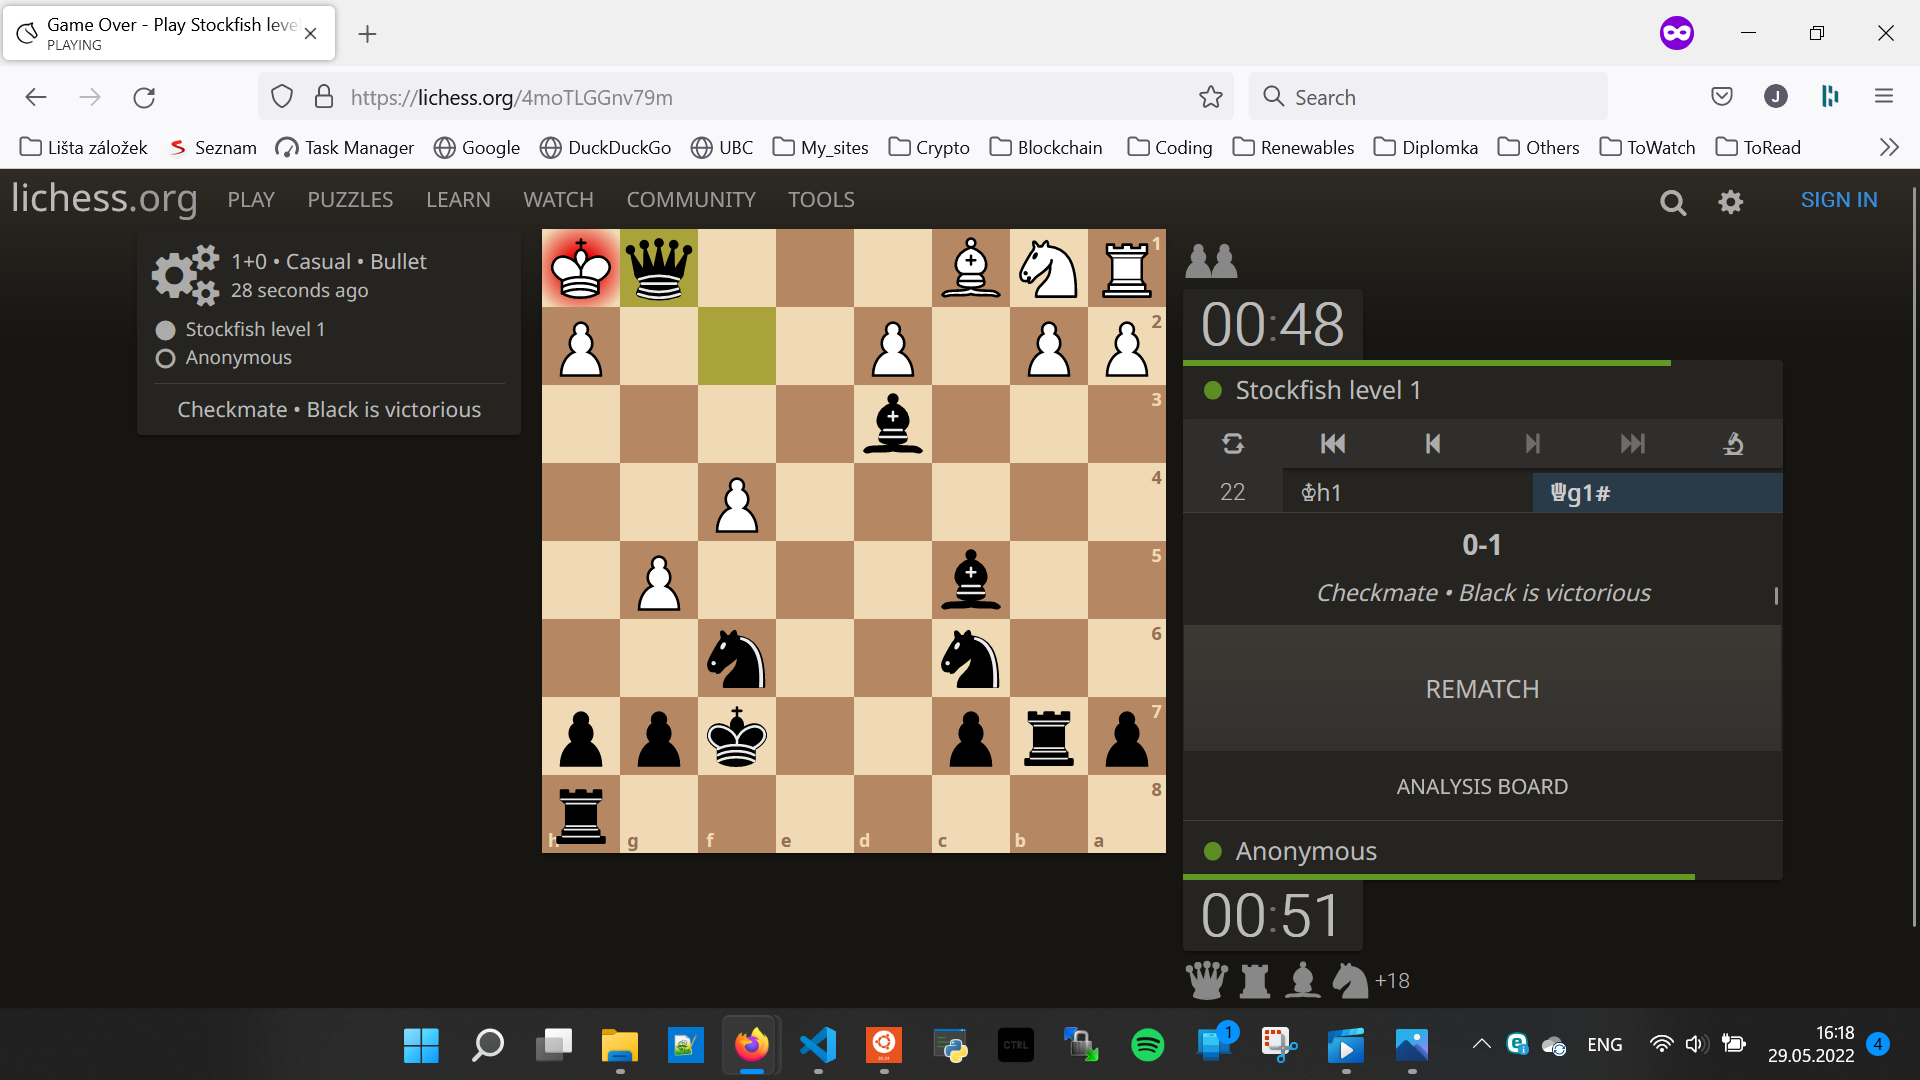 Game Over - Play Stockfish leve
PLAYING
https://lichess.org/4moTLGGnv79m
Search
J
Lišta záložek
Seznam
Task Manager
Google
DuckDuckGo
UBC
My_sites
Crypto
Blockchain
Coding
Renewables
Diplomka
Others
ToWatch
ToRead
lichess.org
PLAY
PUZZLES
LEARN
WATCH
COMMUNITY
TOOLS
SIGN IN
1+0 • Casual • Bullet
28 seconds ago
Stockfish level 1
Anonymous
Checkmate • Black is victorious
1
2
3
4
5
6
7
8
h
g
f
e
d
c
b
a
00:48
Stockfish level 1
22 ♔h1 ♛g1#
0-1
Checkmate • Black is victorious
REMATCH
ANALYSIS BOARD
Anonymous
00:51
+18
CTRL
1
ENG
16:18
29.05.2022
4